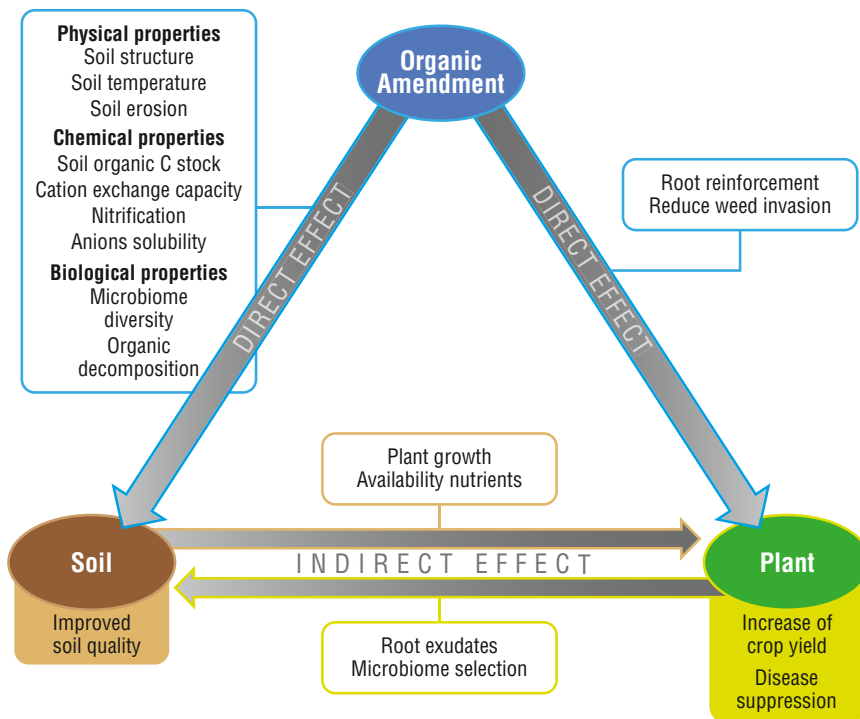 Physical properties
Soil structure
Soil temperature
Soil erosion
Chemical properties
Soil organic C stock
Cation exchange capacity
Nitrification
Anions solubility
Biological properties
Microbiome
diversity
Organic
decomposition
Organic
Amendment
DIRECT EFFECT
DIRECT EFFECT
Root reinforcement
Reduce weed invasion
Plant growth
Availability nutrients
Soil
INDIRECT EFFECT
Plant
Improved
soil quality
Root exudates
Microbiome selection
Increase of
crop yield
Disease
suppression